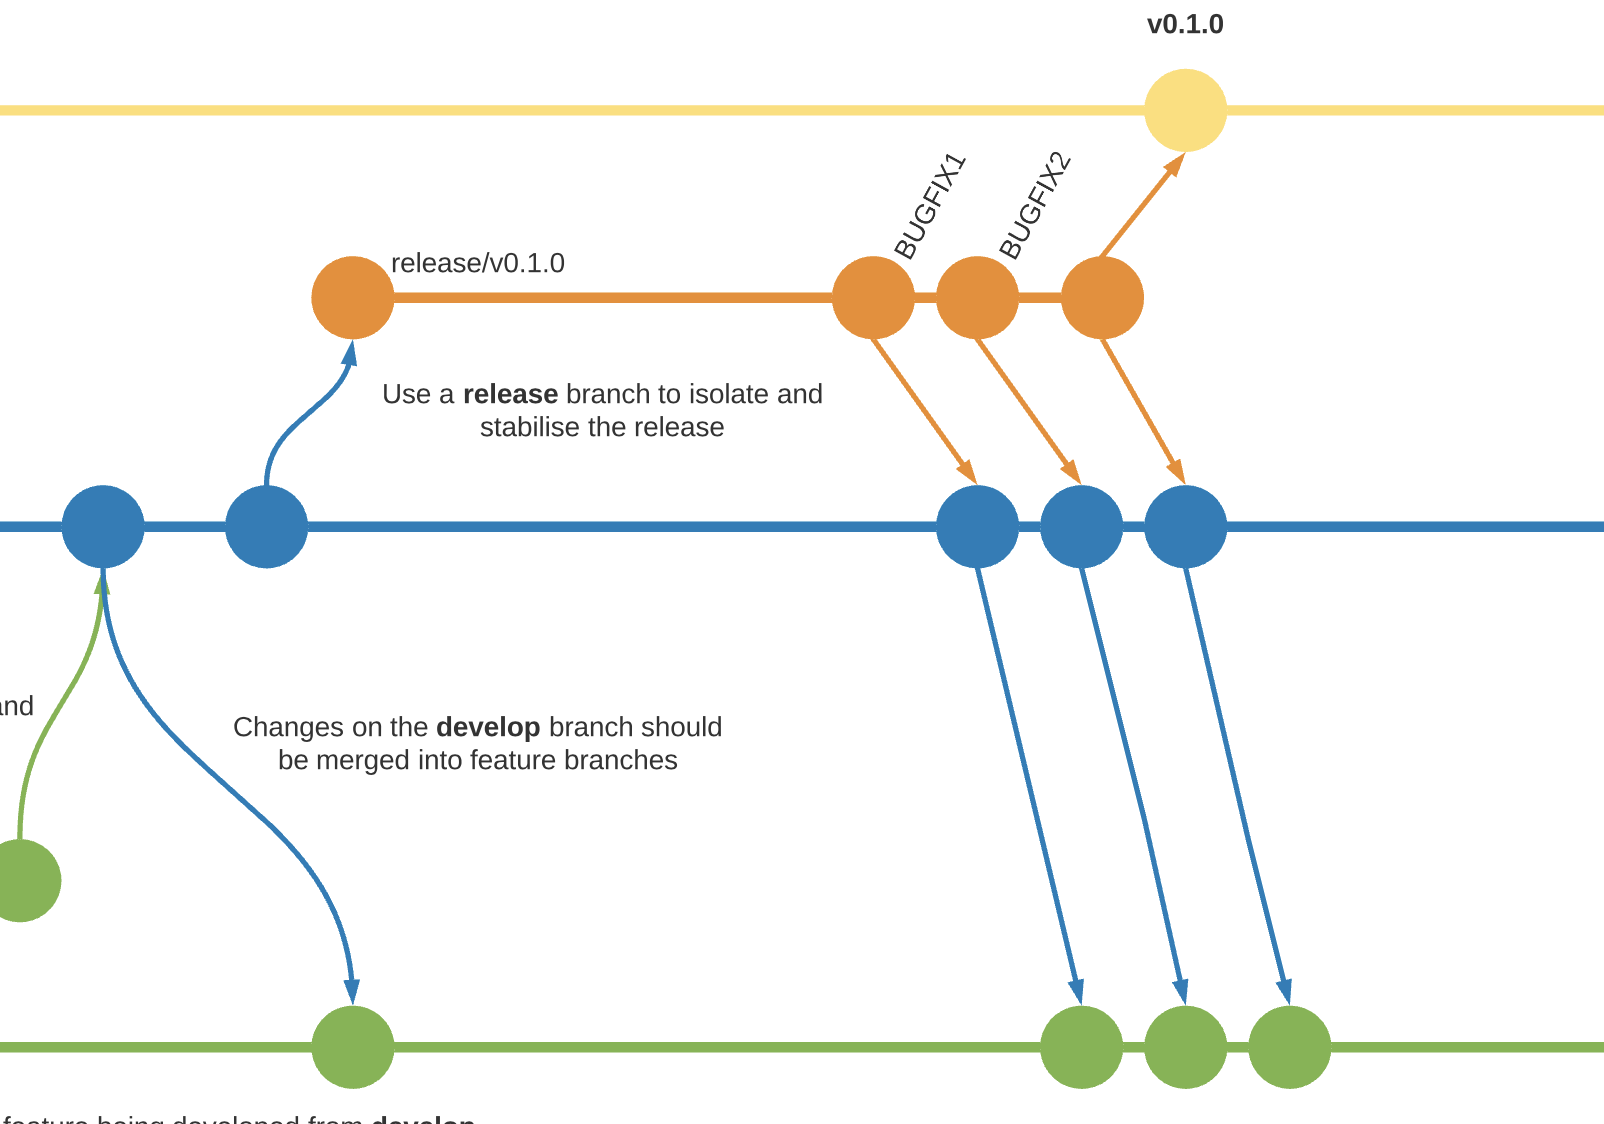 v0.1.0
BUGFIX1
BUGFIX2
release/v0.1.0
Use a release branch to isolate and
stabilise the release
and
Changes on the develop branch should
be merged into feature branches
feature being developed from develop